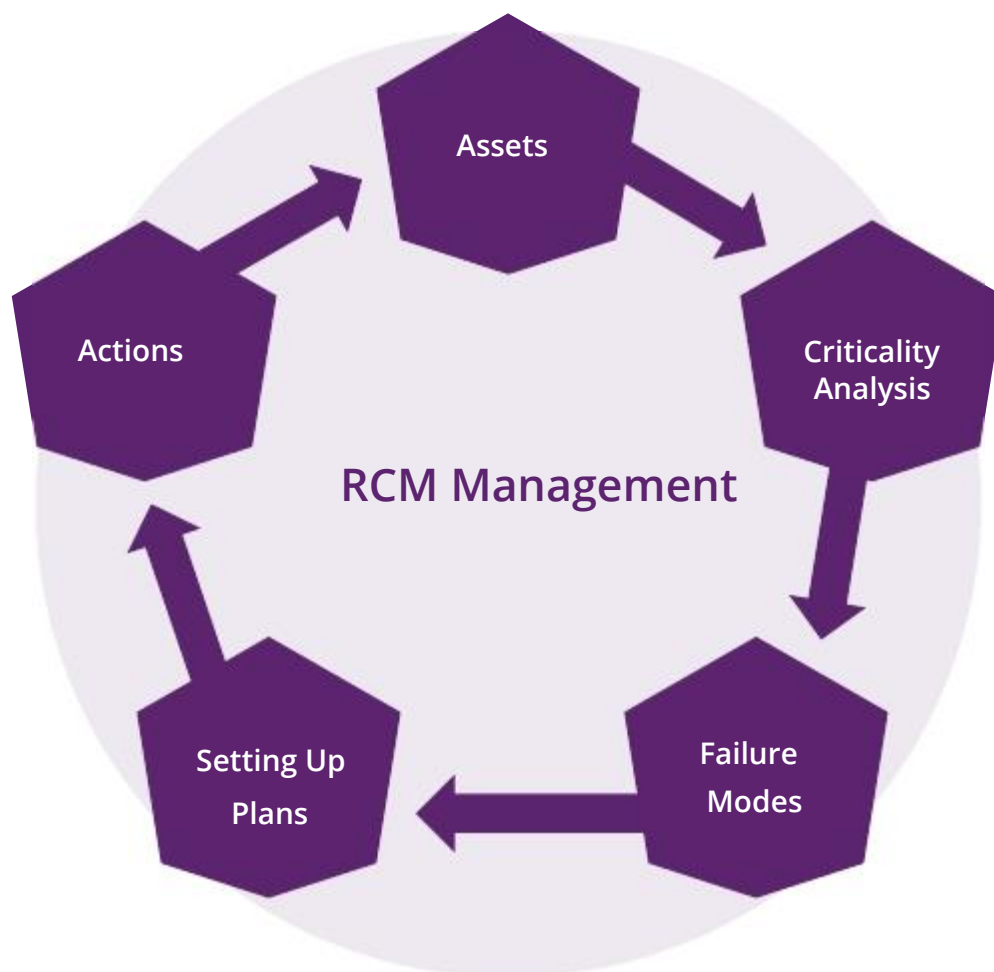 Assets
Criticality
Analysis
Failure
Modes
Setting Up
Plans
Actions
RCM Management